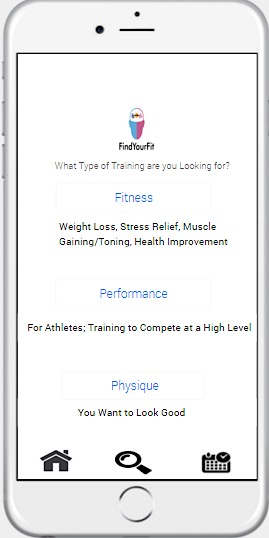 FindYourFit
What Type of Training are you Looking for?
Fitness
Weight Loss, Stress Relief, Muscle
Gaining/Toning, Health Improvement
Performance
For Athletes; Training to Compete at a High Level
Physique
You Want to Look Good